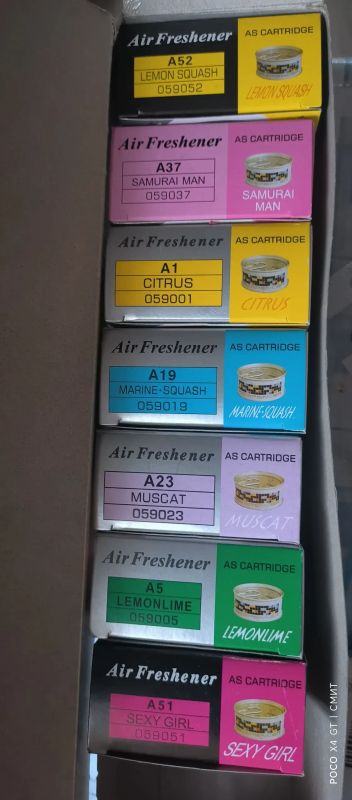 Air Freshener
A52
LEMON SQUASH
059052
AS CARTRIDGE
LEMON SQUASH
Air Freshener
A37
SAMURAI MAN
059037
AS CARTRIDGE
SAMURAI
MAN
Air Freshener
A1
CITRUS
059001
AS CARTRIDGE
CITRUS
Air Freshener
A19
MARINE-SQUASH
059019
AS CARTRIDGE
MARINE-SQUASH
Air Freshener
A23
MUSCAT
059023
AS CARTRIDGE
MUSCAT
Air Freshener
A5
LEMONLIME
059005
AS CARTRIDGE
LEMONLIME
Air Freshener
A51
SEXY GIRL
059051
AS CARTRIDGE
SEXY GIRL
POCO X4 GT | СМИТ